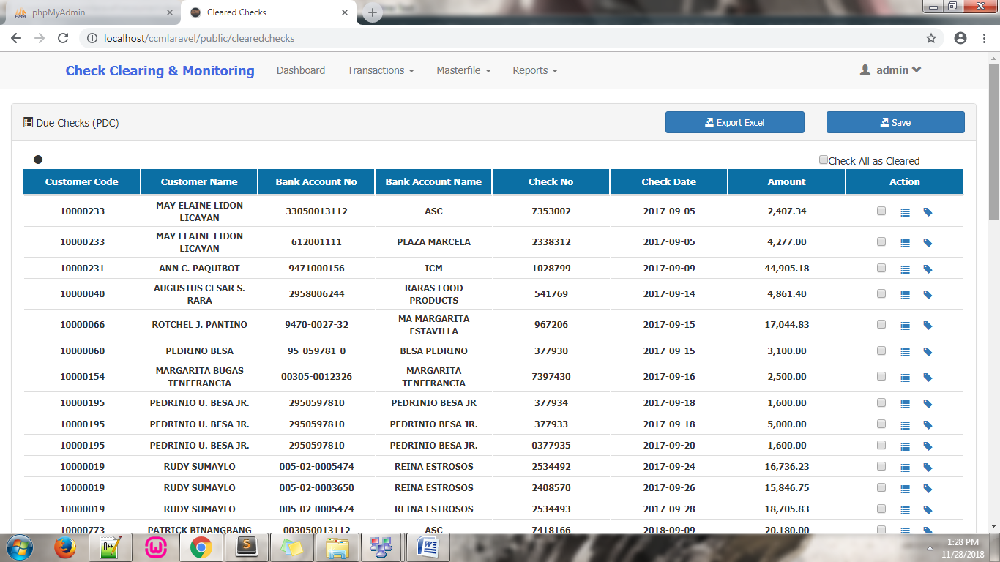 phpMyAdmin
Cleared Checks
localhost/ccmlaravel/public/clearedchecks
Check Clearing & Monitoring Dashboard Transactions Masterfile Reports admin
Due Checks (PDC) Export Excel Save
Check All as Cleared
Customer Code Customer Name Bank Account No Bank Account Name Check No Check Date Amount Action
10000233 MAY ELAINE LIDON LICAYAN 33050013112 ASC 7353002 2017-09-05 2,407.34
10000233 MAY ELAINE LIDON LICAYAN 612001111 PLAZA MARCELA 2338312 2017-09-05 4,277.00
10000231 ANN C. PAQUIBOT 9471000156 ICM 1028799 2017-09-09 44,905.18
10000040 AUGUSTUS CESAR S. RARA 2958006244 RARAS FOOD PRODUCTS 541769 2017-09-14 4,861.40
10000066 ROTCHEL J. PANTINO 9470-0027-32 MA MARGARITA ESTAVILLA 967206 2017-09-15 17,044.83
10000060 PEDRINO BESA 95-059781-0 BESA PEDRINO 377930 2017-09-15 3,100.00
10000154 MARGARITA BUGAS TENEFRANCIA 00305-0012326 MARGARITA TENEFRANCIA 7397430 2017-09-16 2,500.00
10000195 PEDRINIO U. BESA JR. 2950597810 PEDRINIO BESA JR 377934 2017-09-18 1,600.00
10000195 PEDRINIO U. BESA JR. 2950597810 PEDRINIO BESA JR. 377933 2017-09-18 5,000.00
10000195 PEDRINIO U. BESA JR. 2950597810 PEDRINIO BESA JR. 0377935 2017-09-20 1,600.00
10000019 RUDY SUMAYLO 005-02-0005474 REINA ESTROSOS 2534492 2017-09-24 16,736.23
10000019 RUDY SUMAYLO 005-02-0003650 REINA ESTROSOS 2408570 2017-09-26 15,846.75
10000019 RUDY SUMAYLO 005-02-0005474 REINA ESTROSOS 2534493 2017-09-28 18,705.83
10000773 PATRICK BINANGBANG 003050013112 ASC 7418166 2018-09-09 20,180.00
1:28 PM
11/28/2018